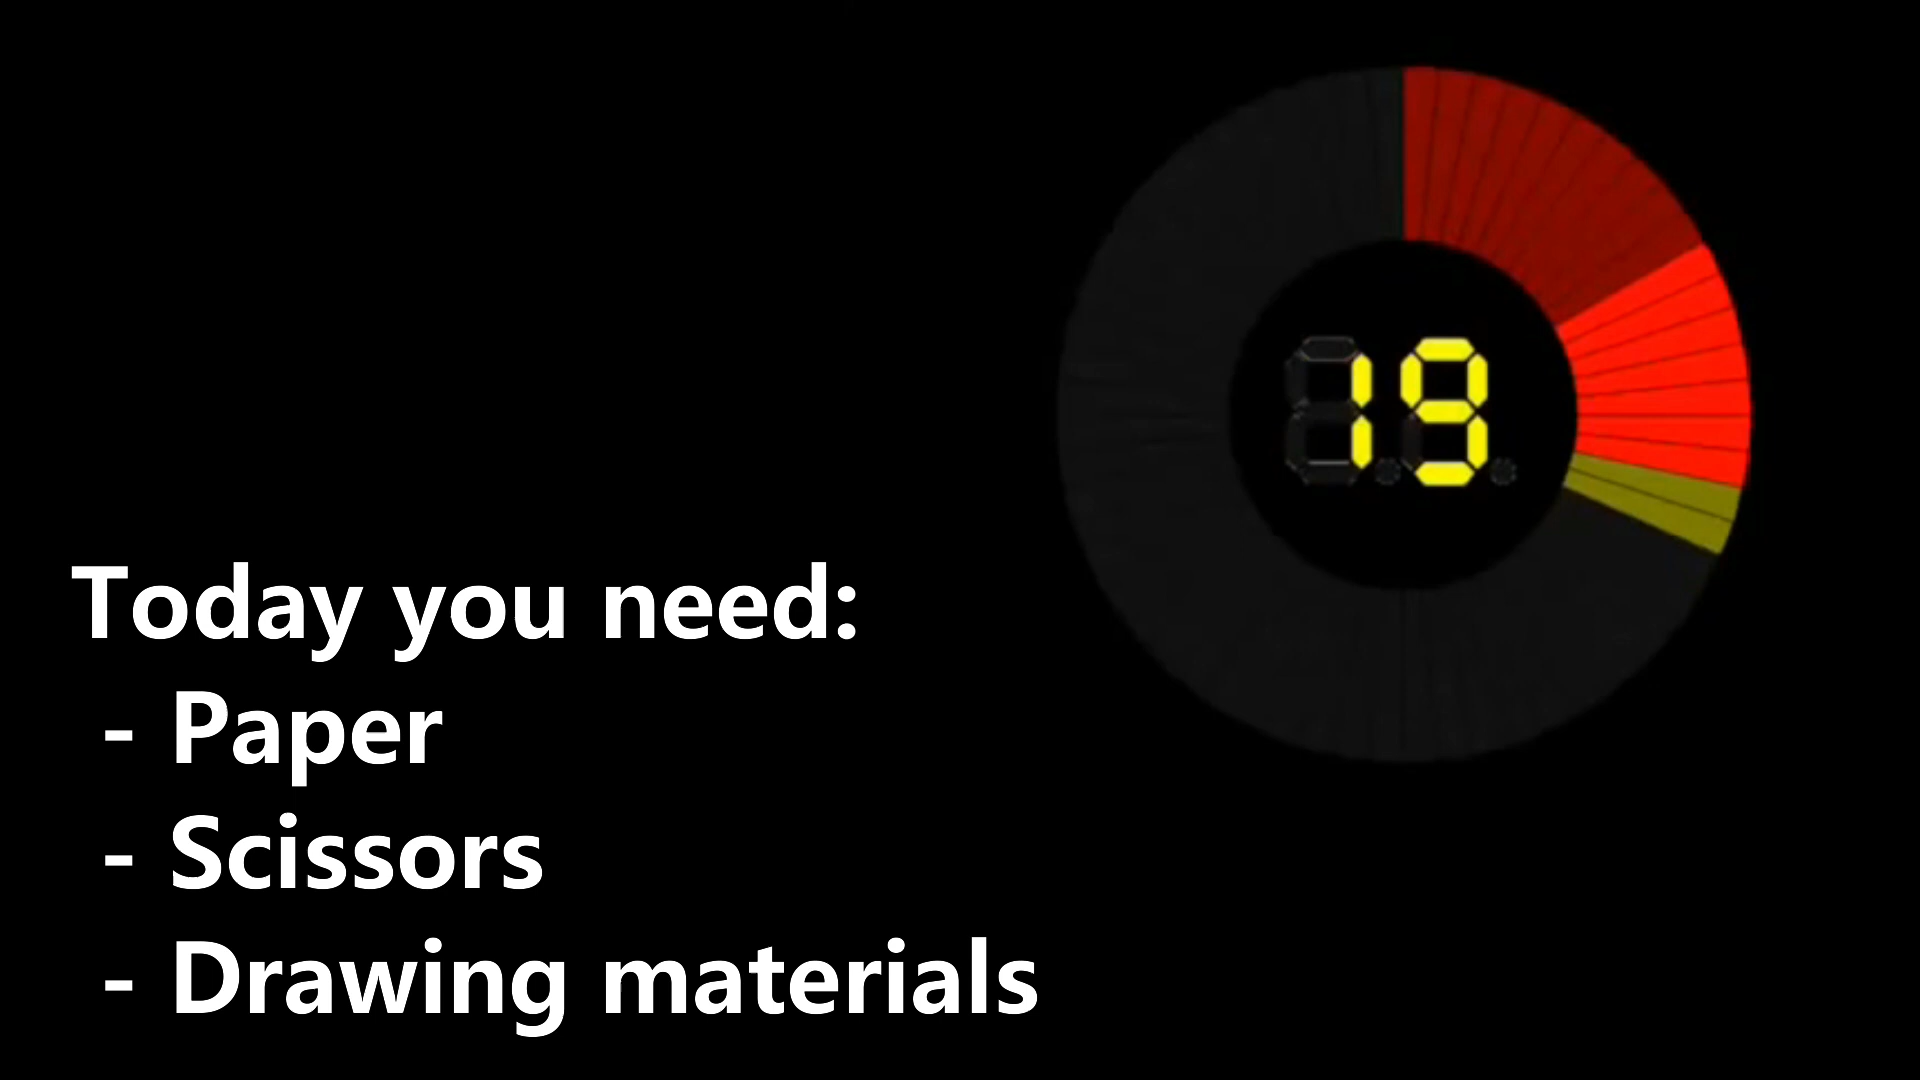 19
Today you need:
- Paper
- Scissors
- Drawing materials